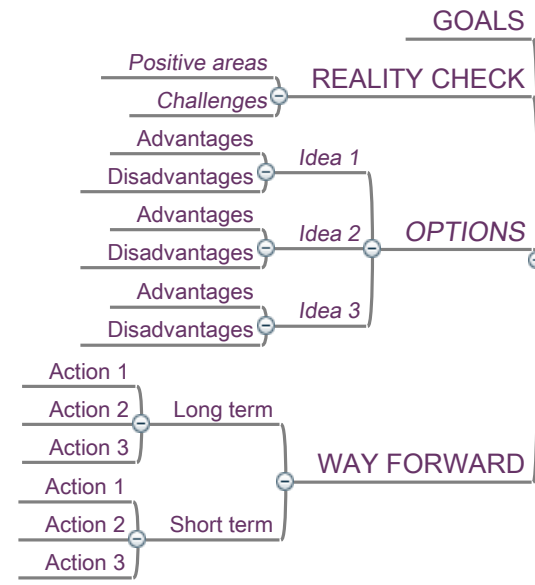 GOALS
Positive areas
REALITY CHECK
Challenges
Advantages
Idea 1
Disadvantages
Advantages
Idea 2
OPTIONS
Disadvantages
Advantages
Idea 3
Disadvantages
Action 1
Action 2
Long term
Action 3
WAY FORWARD
Action 1
Action 2
Short term
Action 3